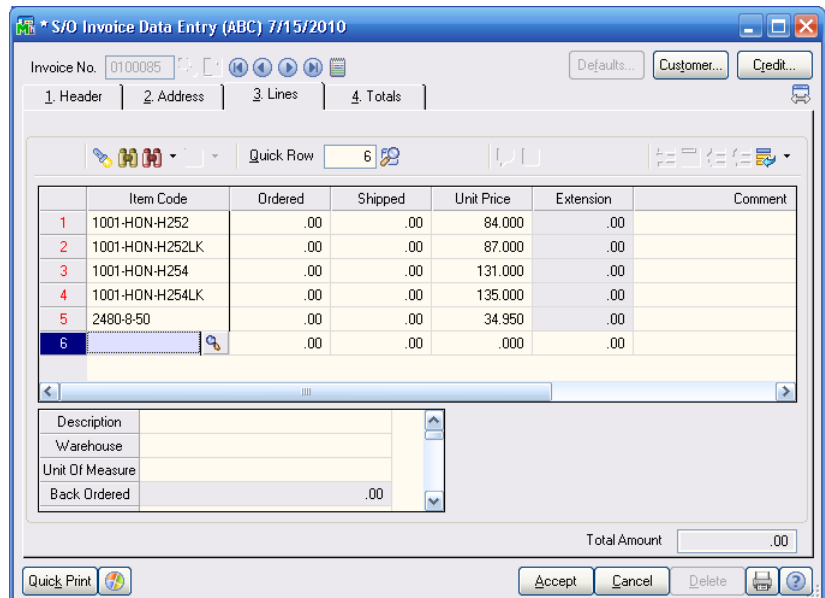 * S/O Invoice Data Entry (ABC) 7/15/2010
Invoice No. 0100085 Defaults... Customer... Credit...
1. Header 2. Address 3. Lines 4. Totals
Quick Row 6
Item Code Ordered Shipped Unit Price Extension Comment
1 1001-HON-H252 .00 .00 84.000 .00
2 1001-HON-H252LK .00 .00 87.000 .00
3 1001-HON-H254 .00 .00 131.000 .00
4 1001-HON-H254LK .00 .00 135.000 .00
5 2480-8-50 .00 .00 34.950 .00
6 .00 .00 .000 .00
Description
Warehouse
Unit Of Measure
Back Ordered .00
Total Amount .00
Quick Print Accept Cancel Delete